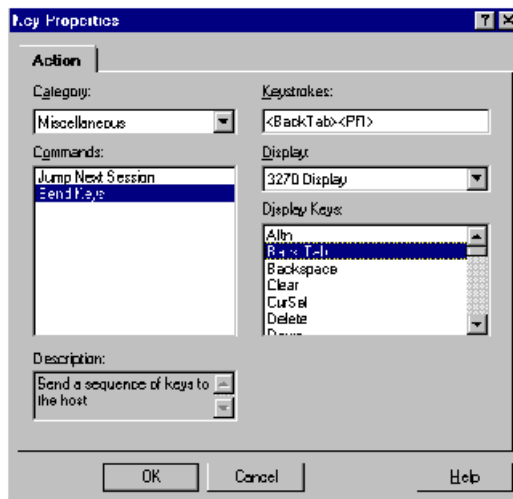 Key Properties
Action
Category:
Miscellaneous
Commands:
Jump Next Session
Send Keys
Description:
Send a sequence of keys to
the host
Keystrokes:
<BackTab><PF1>
Display:
3270 Display
Display Keys:
Attn
Back Tab
Backspace
Clear
CurSel
Delete
Down
OK
Cancel
Help